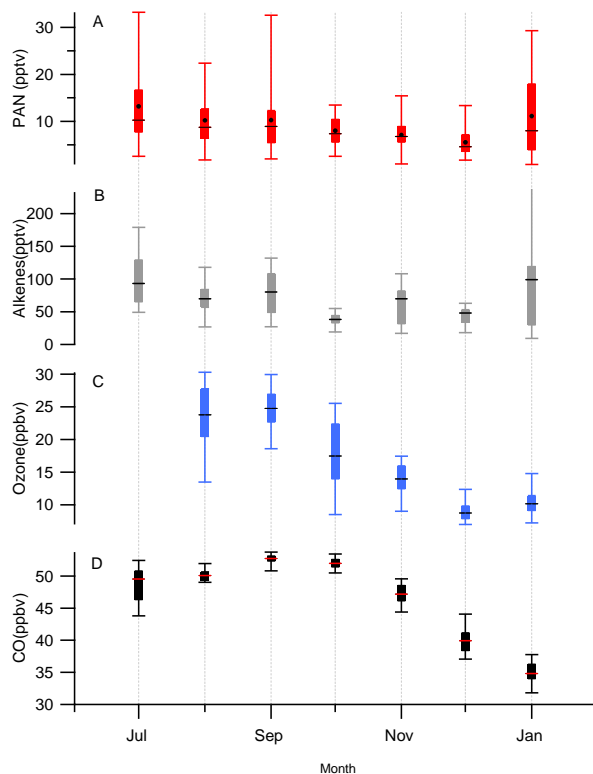 A
PAN (pptv)
30
20
10
B
Alkenes(pptv)
200
150
100
50
0
C
Ozone(ppbv)
30
25
20
15
10
D
CO(ppbv)
50
45
40
35
30
Jul
Sep
Nov
Jan
Month